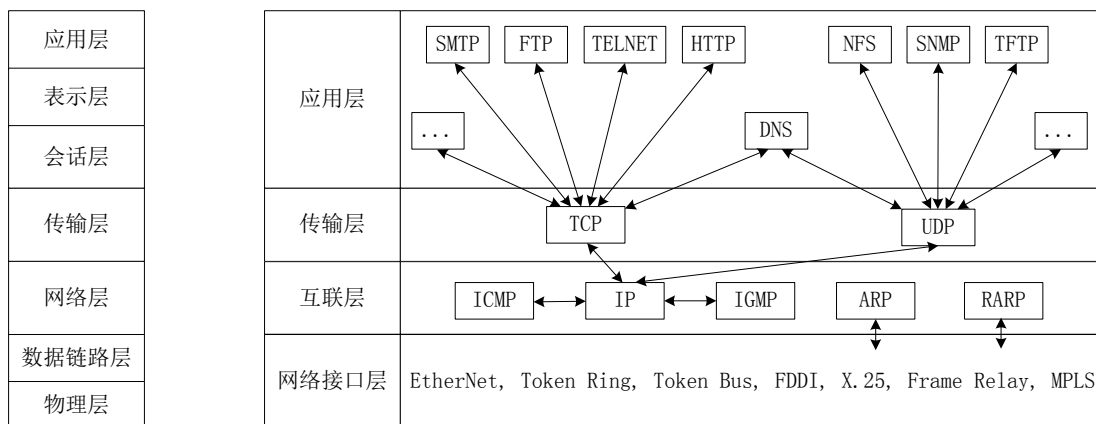 应用层
表示层
会话层
传输层
网络层
数据链路层
物理层
应用层
SMTP FTP TELNET HTTP NFS SNMP TFTP
... DNS ...
传输层
TCP UDP
互联层
ICMP IP IGMP ARP RARP
网络接口层
EtherNet, Token Ring, Token Bus, FDDI, X.25, Frame Relay, MPLS